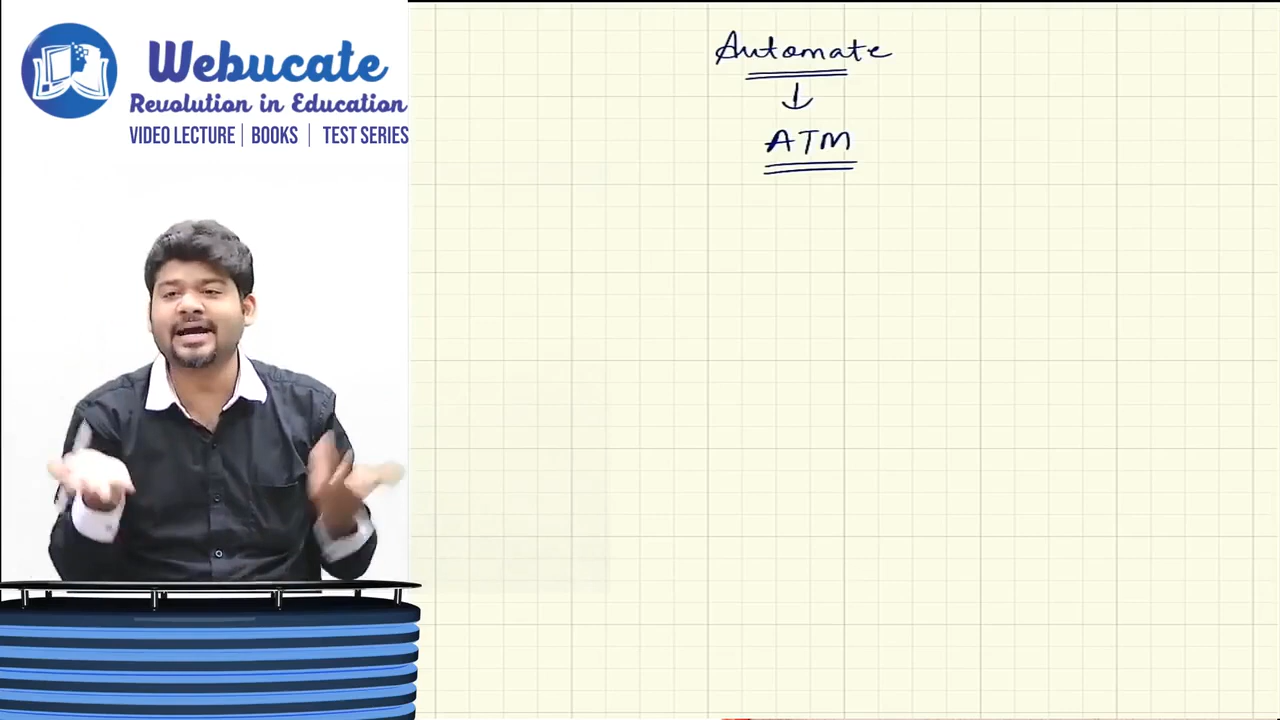 Webucate
Revolution in Education
VIDEO LECTURE | BOOKS | TEST SERIES
Automate
↓
ATM